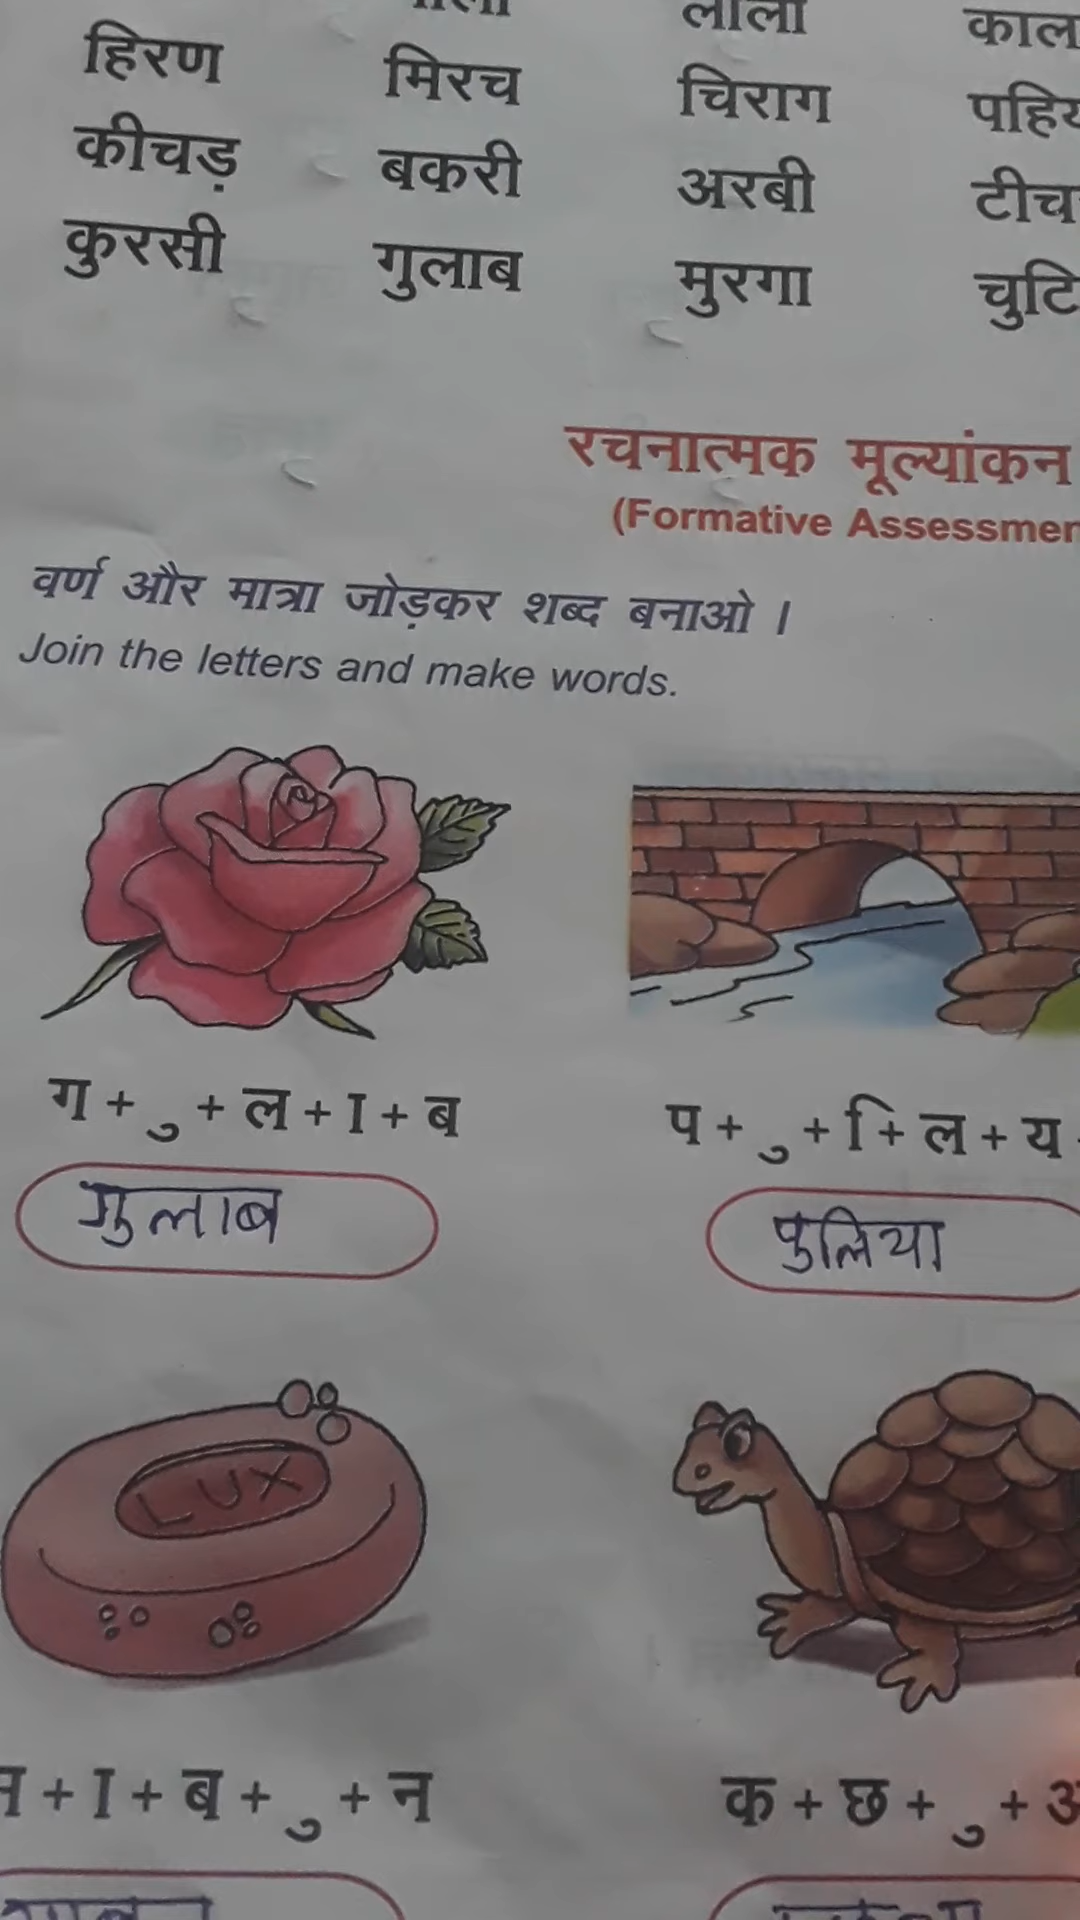 लाला
हिरण मिरच चिराग
कीचड़ बकरी अरबी
कुरसी गुलाब मुरगा
रचनात्मक मूल्यांकन
(Formative
वर्ण और मात्रा जोड़कर शब्द बनाओ ।
Join the letters and make words.
ग + ु + ल + ा + ब प + ु + ि + ल + य
गुलाब पुलिया
LUX
+ ा + ब + ु + न क + छ + ु +